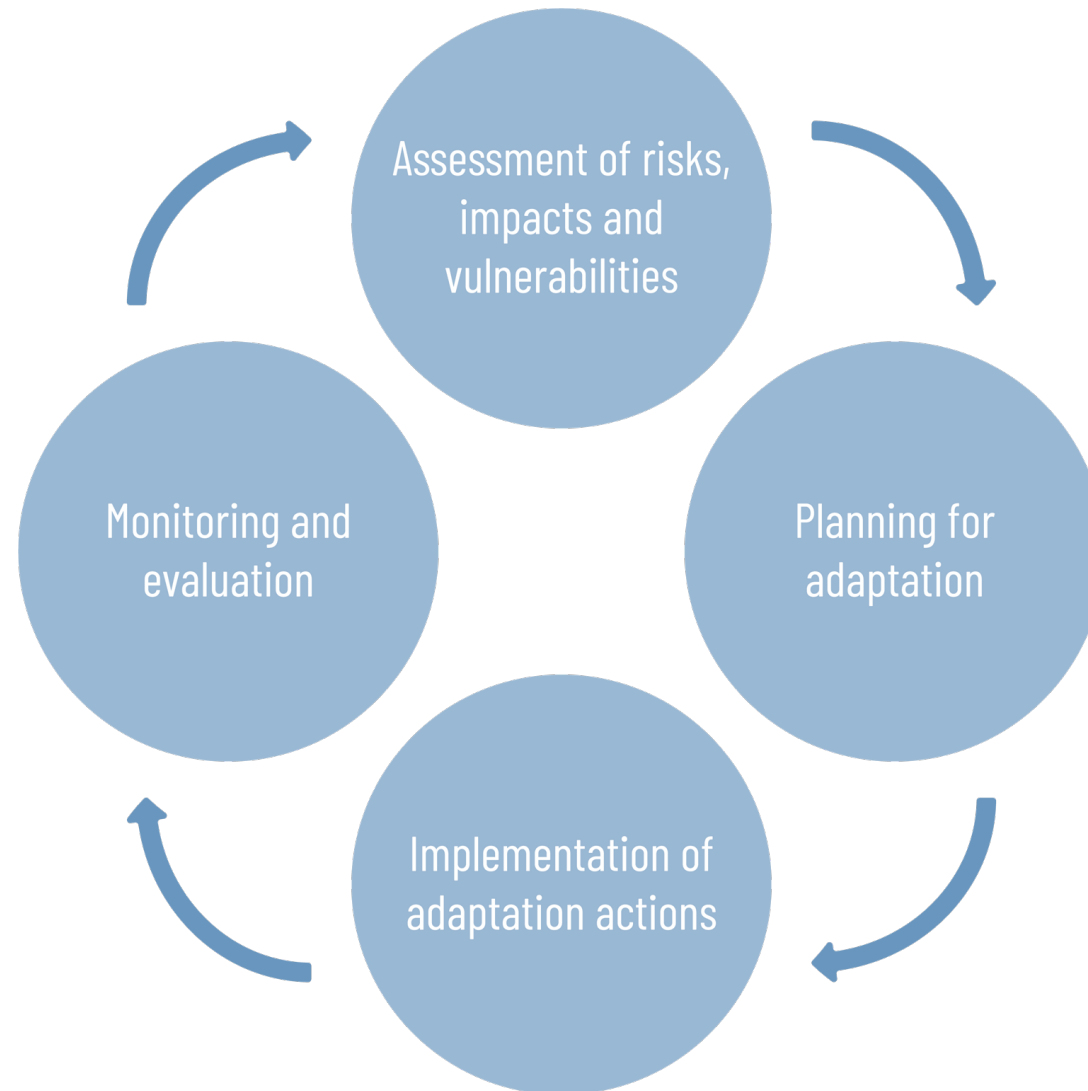 Assessment of risks,
impacts and
vulnerabilities
Planning for
adaptation
Implementation of
adaptation actions
Monitoring and
evaluation